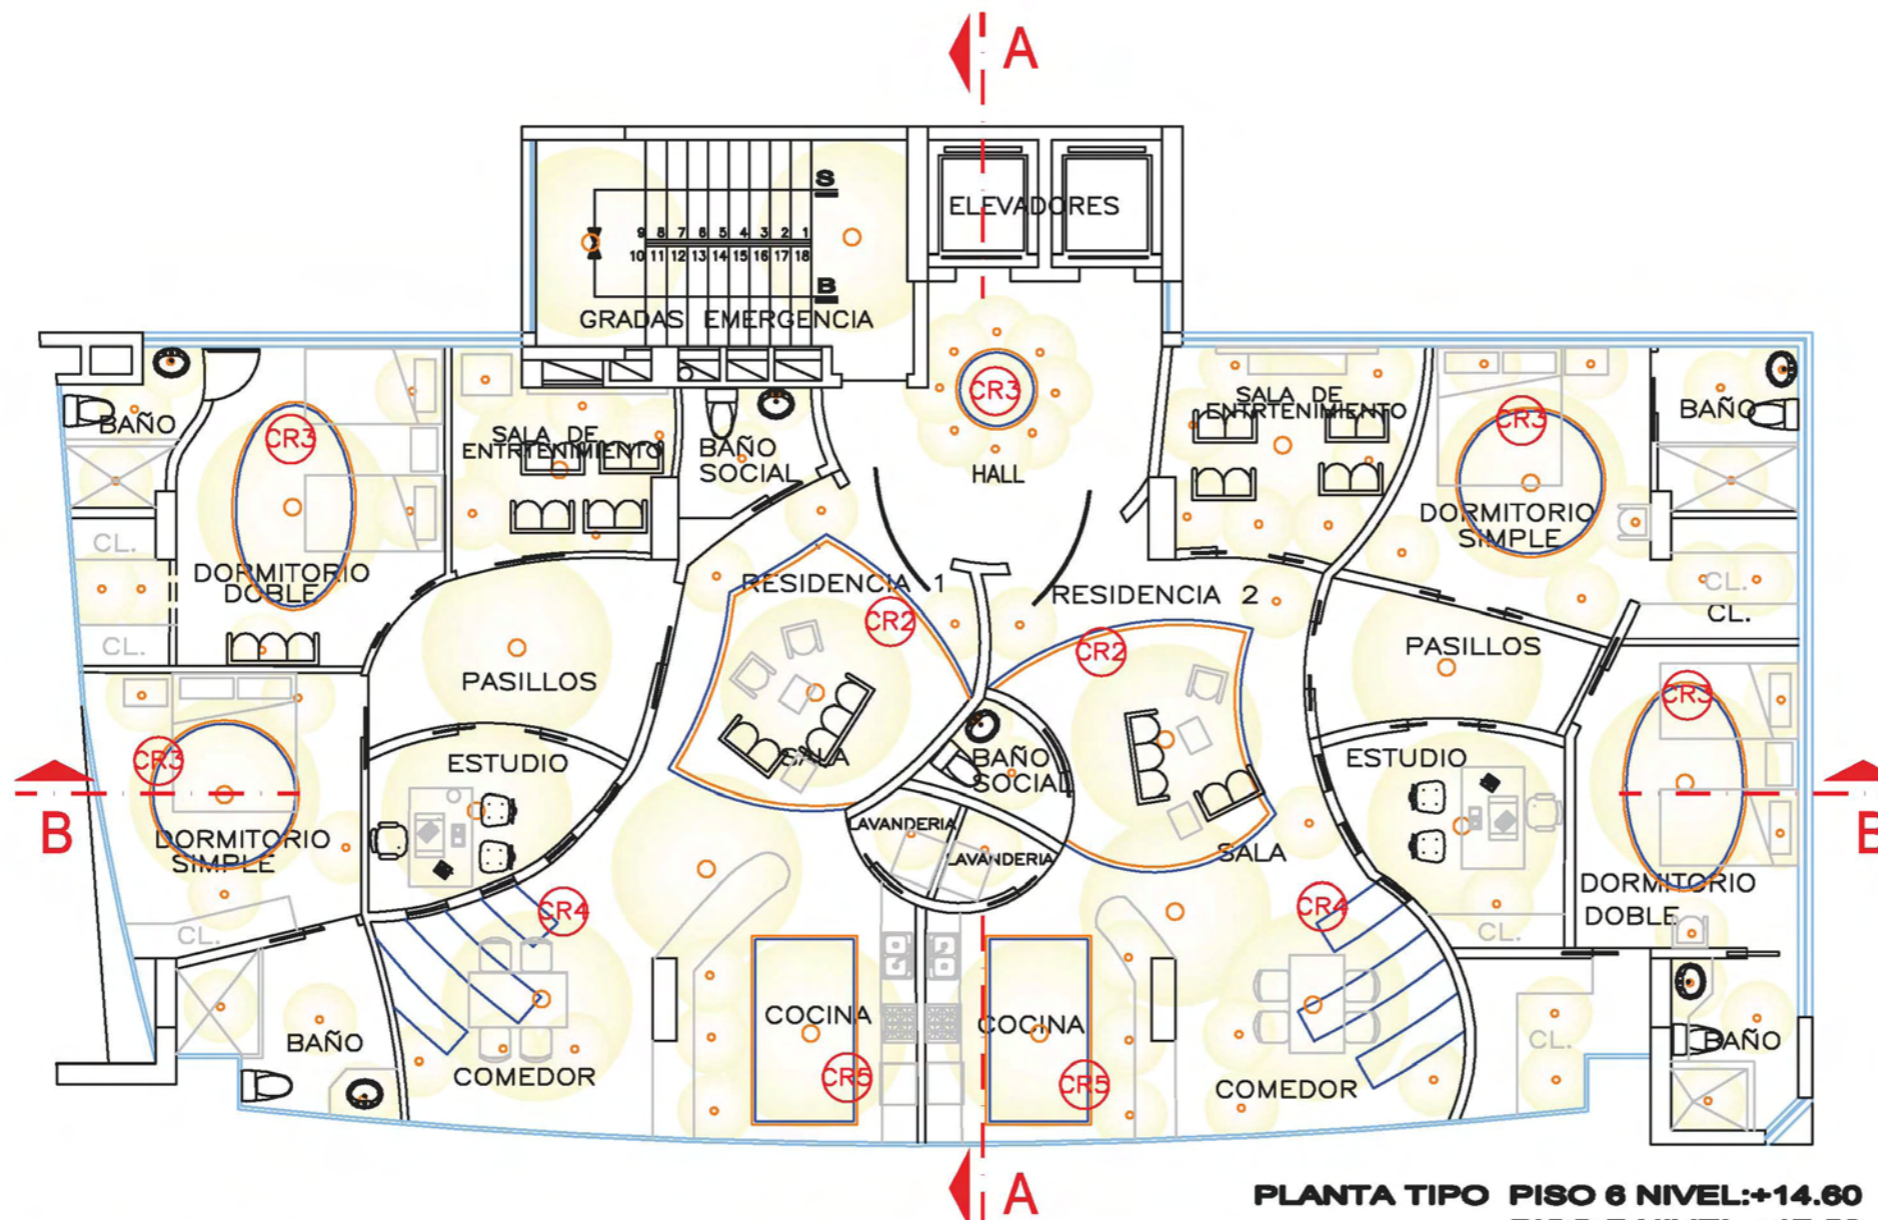 A
S
ELEVADORES
9 8 7 6 5 4 3 2 1
10 11 12 13 14 15 16 17 18
B
GRADAS EMERGENCIA
CR3
HALL
BAÑO
CR3
SALA DE
ENTRTENIMIENTO
BAÑO
SOCIAL
SALA DE
ENTRTENIMIENTO
CR3
BAÑO
DORMITORIO
SIMPLE
CL.
DORMITORIO
DOBLE
CL.
RESIDENCIA 1
CR2
RESIDENCIA 2
CR2
CL.
CL.
PASILLOS
PASILLOS
CR3
CR3
ESTUDIO
SALA
BAÑO
SOCIAL
ESTUDIO
B
B
DORMITORIO
SIMPLE
LAVANDERIA
LAVANDERIA
SALA
DORMITORIO
DOBLE
CL.
CR4
CR4
CL.
BAÑO
COCINA
COCINA
CL.
BAÑO
COMEDOR
CR5
CR5
COMEDOR
A
PLANTA TIPO PISO 6 NIVEL:+14.60